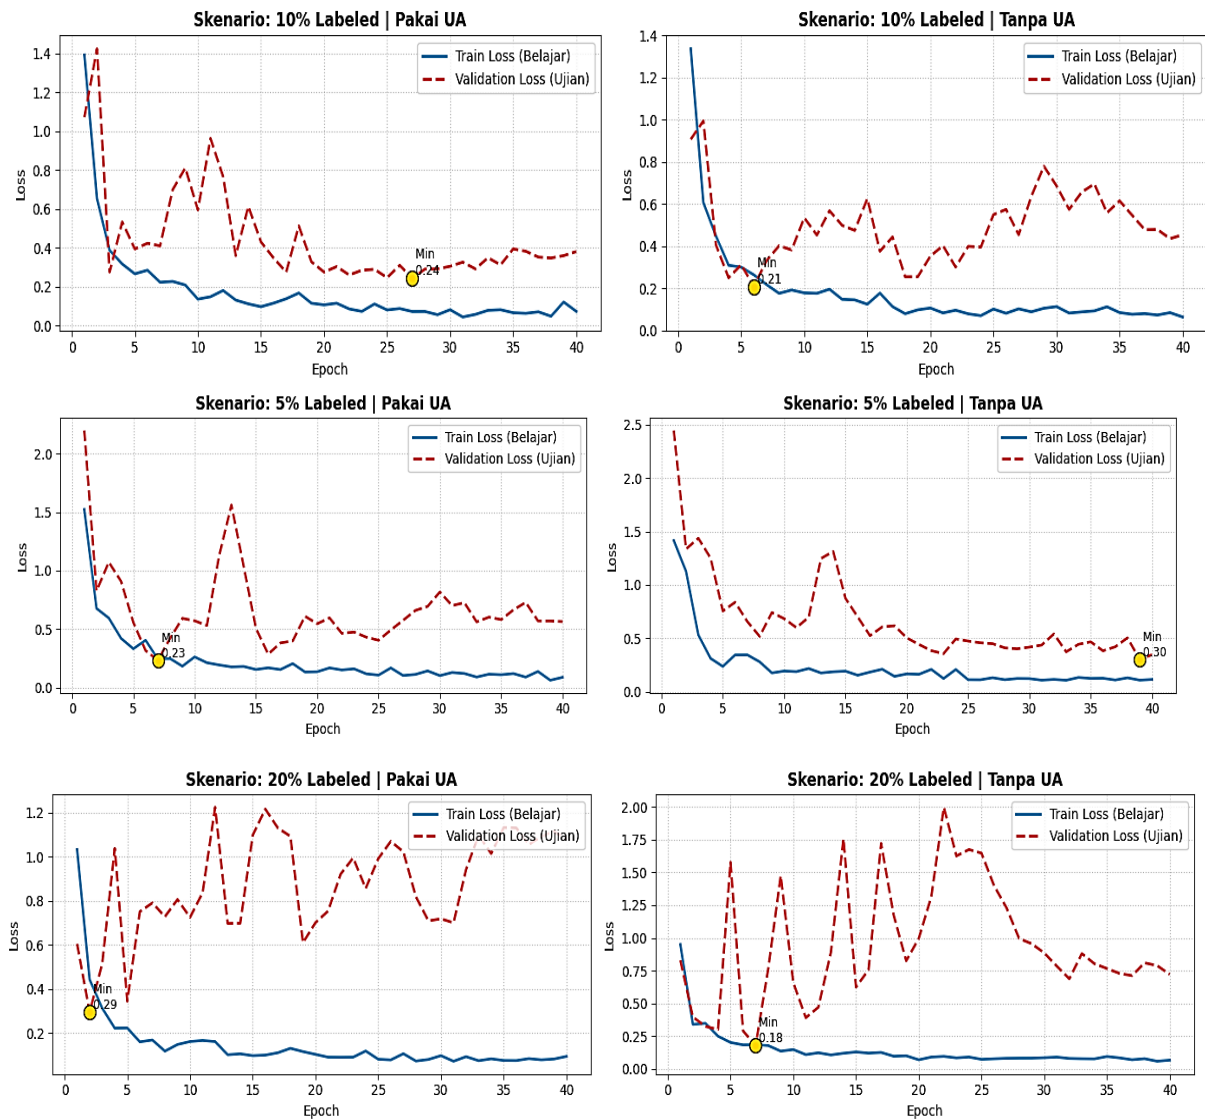 Skenario: 10% Labeled | Pakai UA
Train Loss (Belajar)
Validation Loss (Ujian)
Loss
1.4
1.2
1.0
0.8
0.6
0.4
0.2
0.0
Min
0.24
0 5 10 15 20 25 30 35 40
Epoch
Skenario: 10% Labeled | Tanpa UA
Train Loss (Belajar)
Validation Loss (Ujian)
Loss
1.4
1.2
1.0
0.8
0.6
0.4
0.2
0.0
Min
0.21
0 5 10 15 20 25 30 35 40
Epoch
Skenario: 5% Labeled | Pakai UA
Train Loss (Belajar)
Validation Loss (Ujian)
Loss
2.0
1.5
1.0
0.5
0.0
Min
0.23
0 5 10 15 20 25 30 35 40
Epoch
Skenario: 5% Labeled | Tanpa UA
Train Loss (Belajar)
Validation Loss (Ujian)
Loss
2.5
2.0
1.5
1.0
0.5
0.0
Min
0.30
0 5 10 15 20 25 30 35 40
Epoch
Skenario: 20% Labeled | Pakai UA
Train Loss (Belajar)
Validation Loss (Ujian)
Loss
1.2
1.0
0.8
0.6
0.4
0.2
Min
0.29
0 5 10 15 20 25 30 35 40
Epoch
Skenario: 20% Labeled | Tanpa UA
Train Loss (Belajar)
Validation Loss (Ujian)
Loss
2.00
1.75
1.50
1.25
1.00
0.75
0.50
0.25
0.00
Min
0.18
0 5 10 15 20 25 30 35 40
Epoch